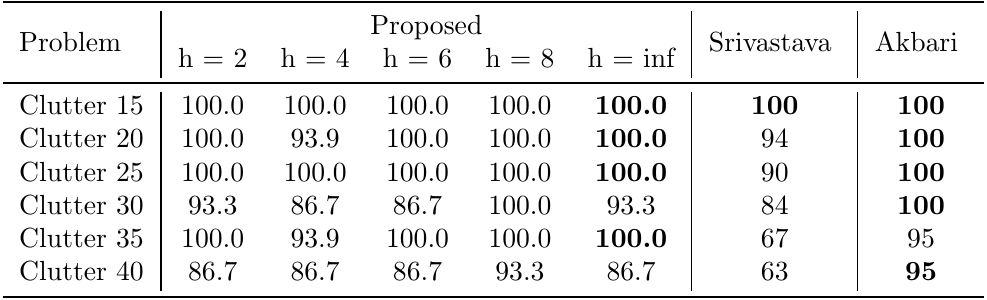 Problem Proposed Srivastava Akbari
h = 2 h = 4 h = 6 h = 8 h = inf
Clutter 15 100.0 100.0 100.0 100.0 100.0 100 100
Clutter 20 100.0 93.9 100.0 100.0 100.0 94 100
Clutter 25 100.0 100.0 100.0 100.0 100.0 90 100
Clutter 30 93.3 86.7 86.7 100.0 93.3 84 100
Clutter 35 100.0 93.9 100.0 100.0 100.0 67 95
Clutter 40 86.7 86.7 86.7 93.3 86.7 63 95